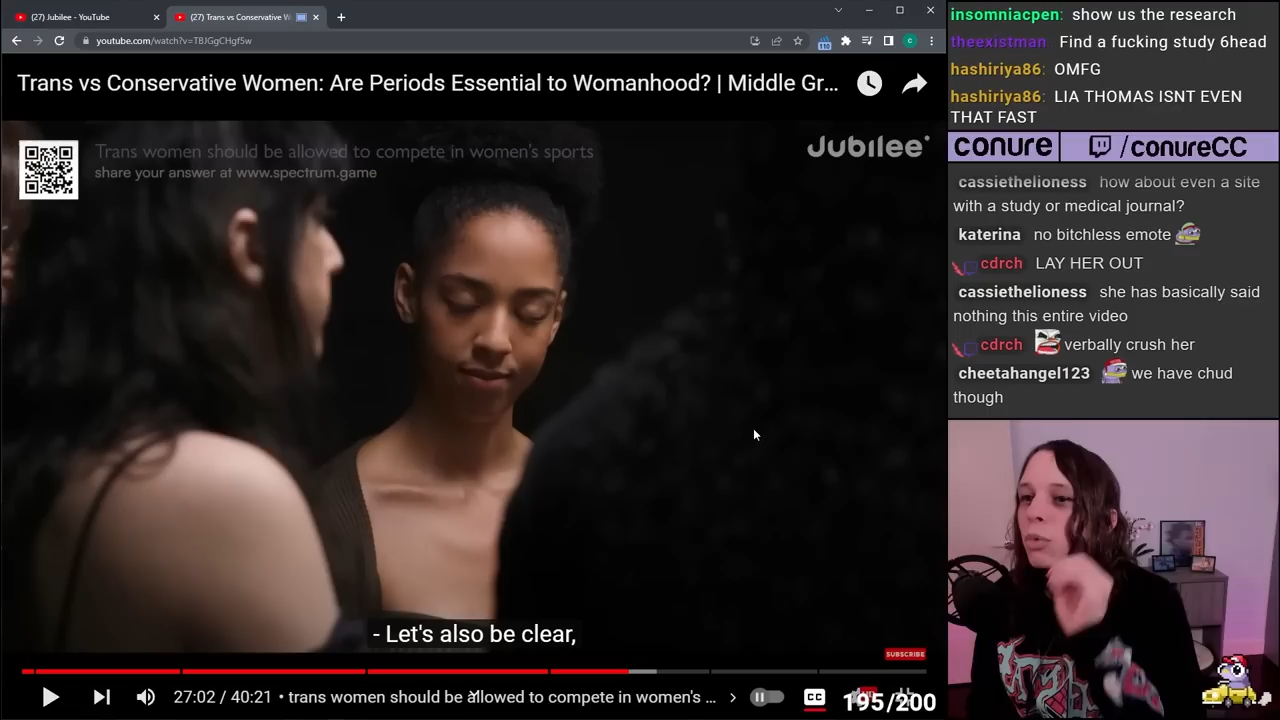 (27) Jubilee - YouTube
(27) Trans vs Conservative W
youtube.com/watch?v=TBJGgCHgf5w
Trans vs Conservative Women: Are Periods Essential to Womanhood? | Middle Gr...
Trans women should be allowed to compete in women's sports
share your answer at www.spectrum.game
Jubilee
- Let's also be clear,
SUBSCRIBE
27:02 / 40:21 • trans women should be allowed to compete in women's ...
CC
195/200
insomniacpen: show us the research
theexistman: Find a fucking study 6head
hashiriya86: OMFG
hashiriya86: LIA THOMAS ISNT EVEN
THAT FAST
conure /conureCC
cassiethelioness how about even a site
with a study or medical journal?
katerina no bitchless emote
cdrch LAY HER OUT
cassiethelioness she has basically said
nothing this entire video
cdrch verbally crush her
cheetahangel123 we have chud
though